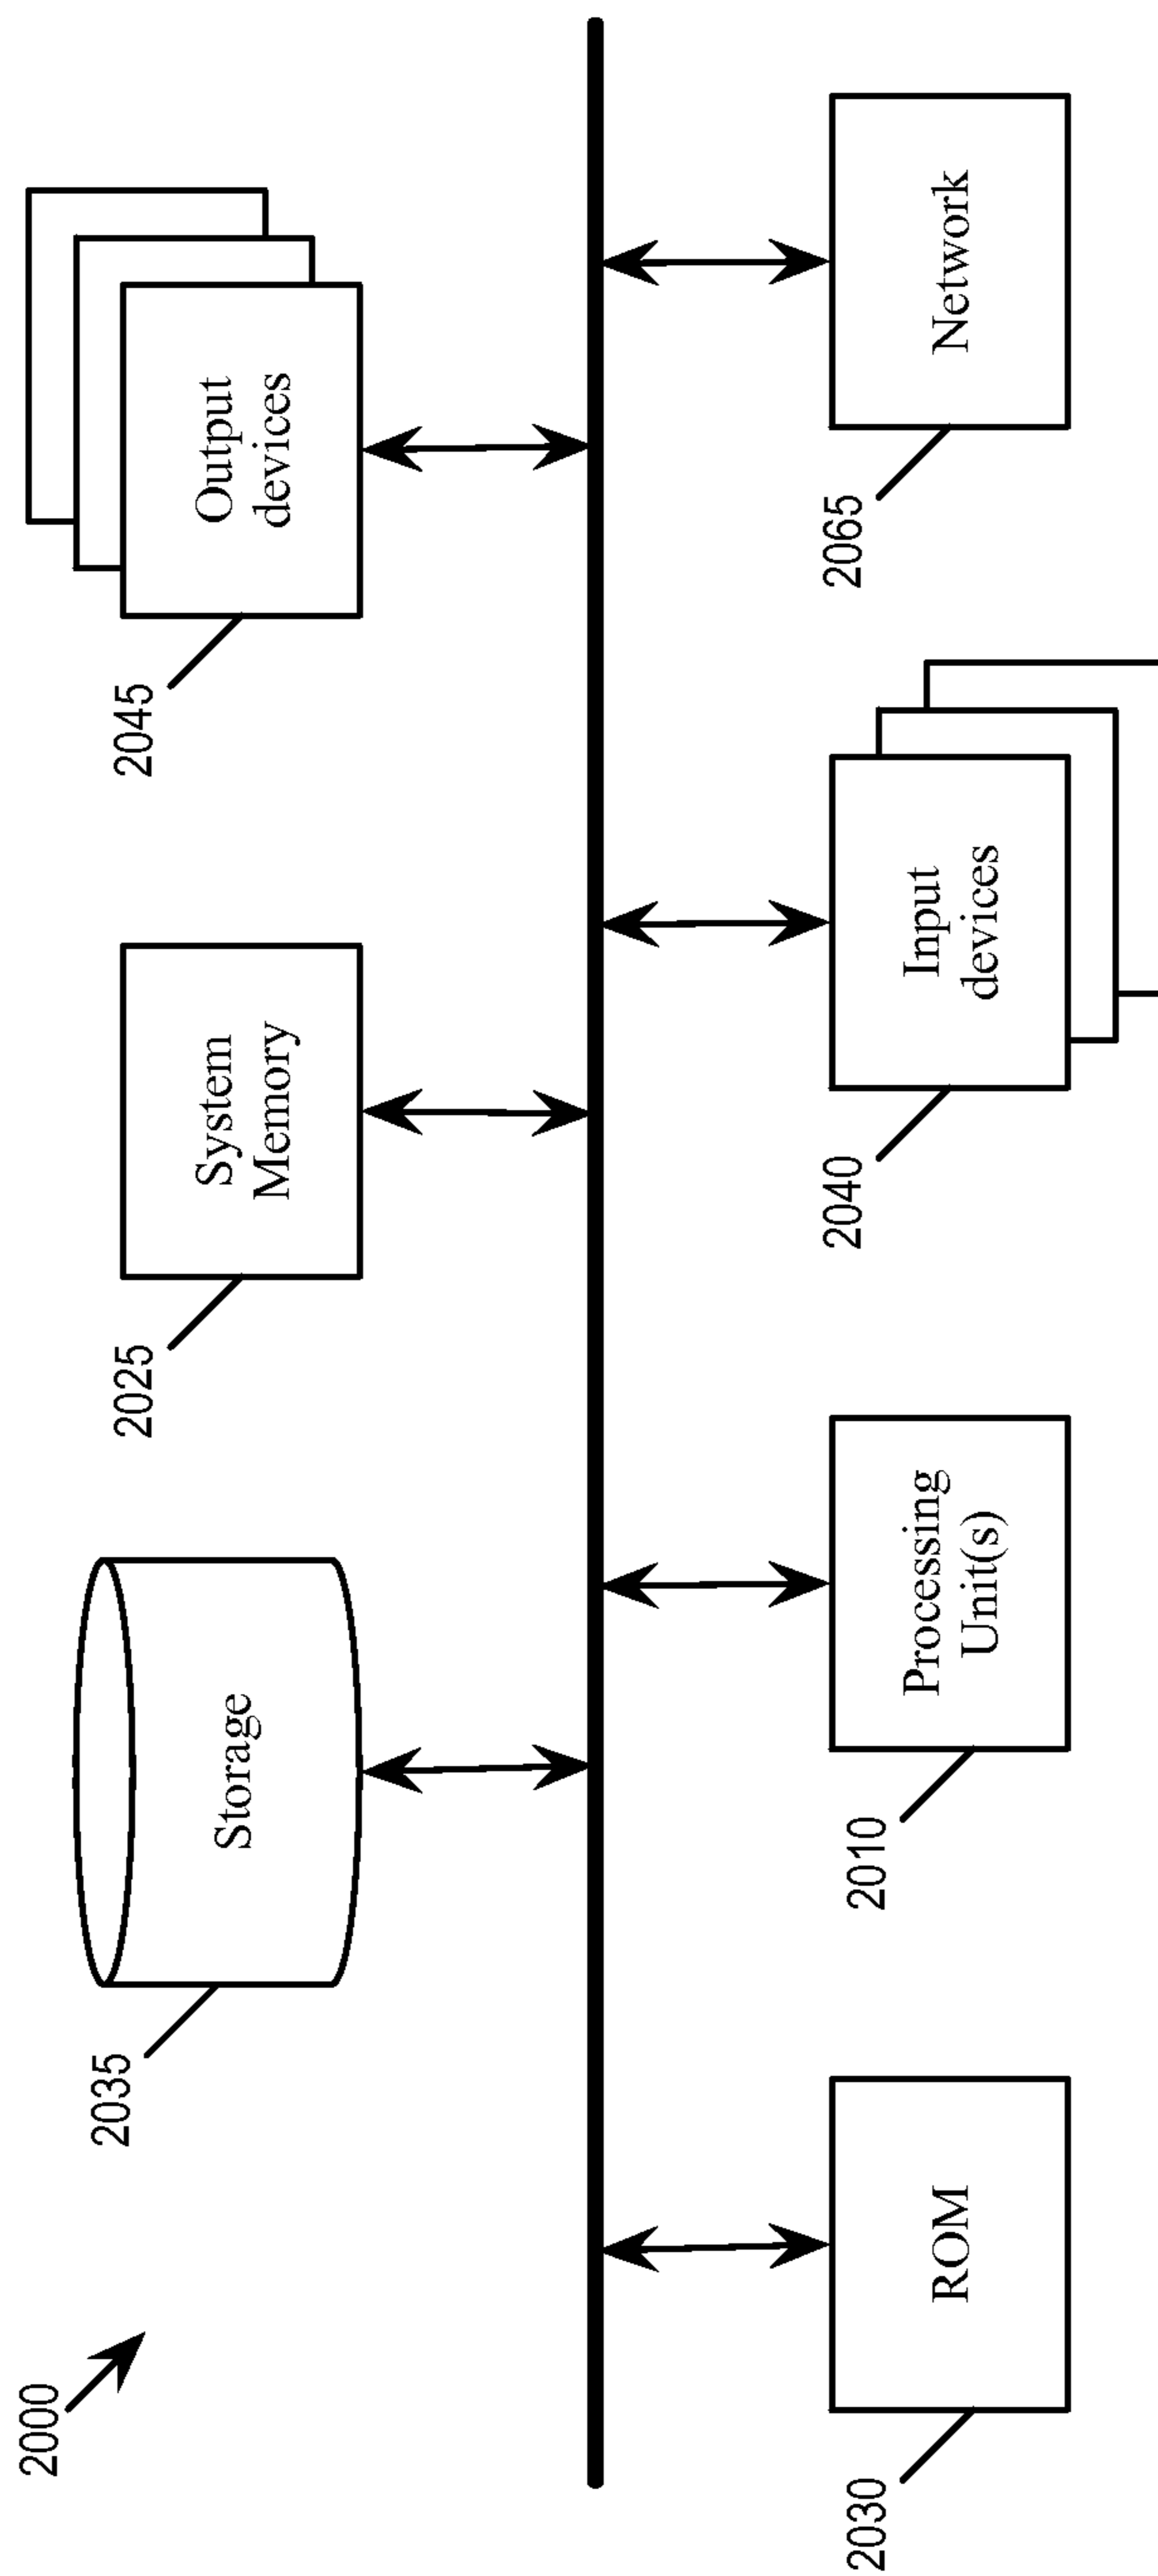 2000
2035
Storage
2025
System
Memory
2045
Output
devices
2030
ROM
2010
Processing
Unit(s)
2040
Input
devices
2065
Network